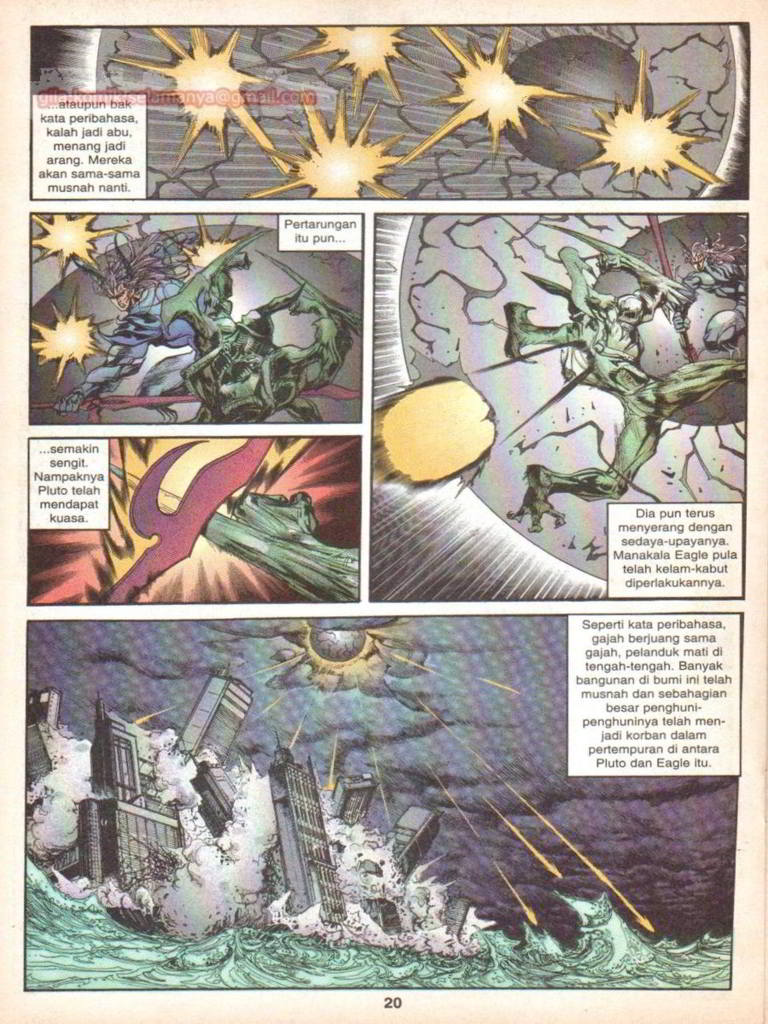 gilafkomikselamanya@gmail.com
...ataupun bak
kata peribahasa,
kalah jadi abu,
menang jadi
arang. Mereka
akan sama-sama
musnah nanti.
Pertarungan
itu pun...
...semakin
sengit.
Nampaknya
Pluto telah
mendapat
kuasa.
Dia pun terus
menyerang dengan
sedaya-upayanya.
Manakala Eagle pula
telah kelam-kabut
diperlakukannya.
Seperti kata peribahasa,
gajah berjuang sama
gajah, pelanduk mati di
tengah-tengah. Banyak
bangunan di bumi ini telah
musnah dan sebahagian
besar penghuni-
penghuninya telah men-
jadi korban dalam
pertempuran di antara
Pluto dan Eagle itu.
20